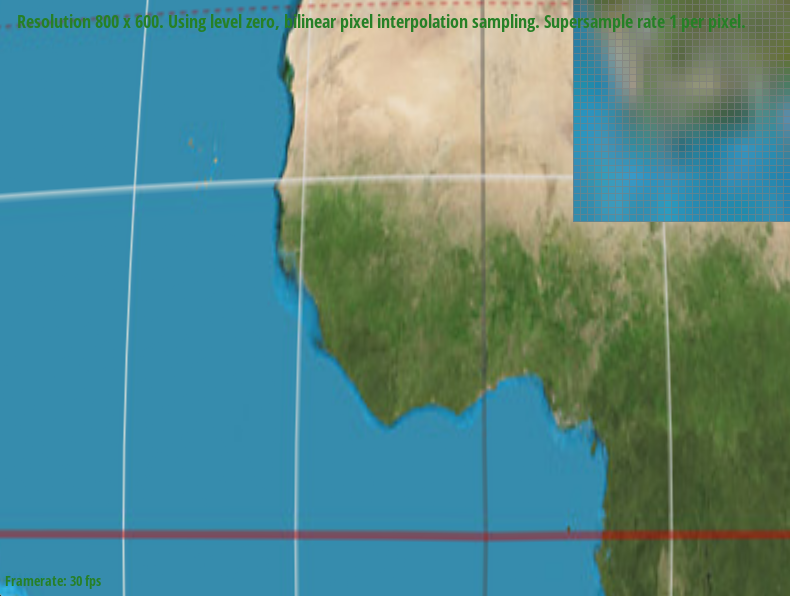 Resolution 800 x 600. Using level zero, bilinear pixel interpolation sampling. Supersample rate 1 per pixel.
Framerate: 30 fps